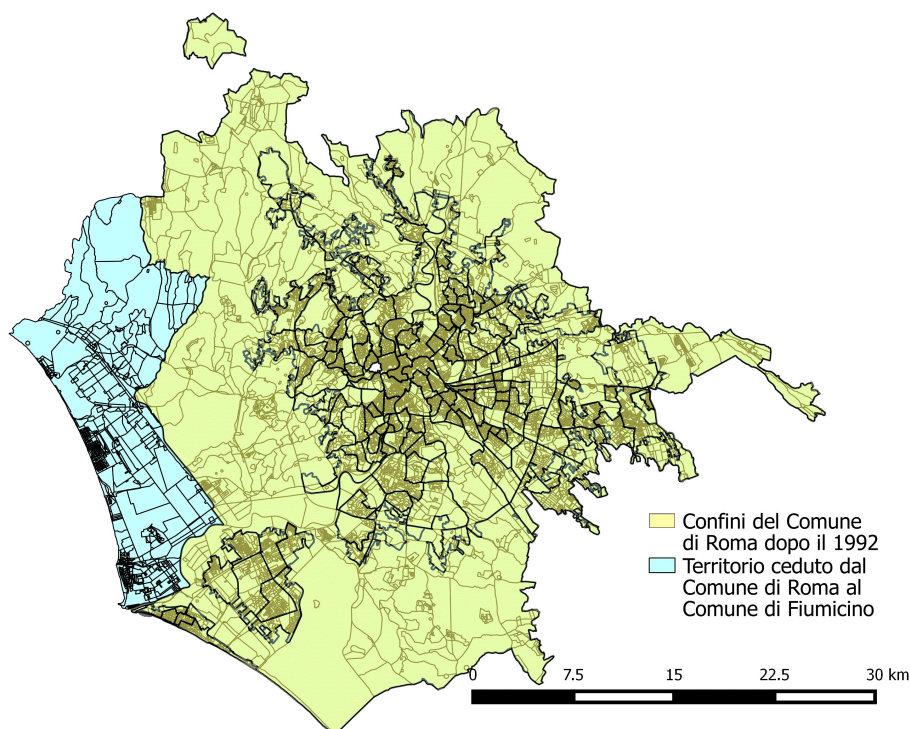 Confini del Comune
di Roma dopo il 1992
Territorio ceduto dal
Comune di Roma al
Comune di Fiumicino
0 7.5 15 22.5 30 km